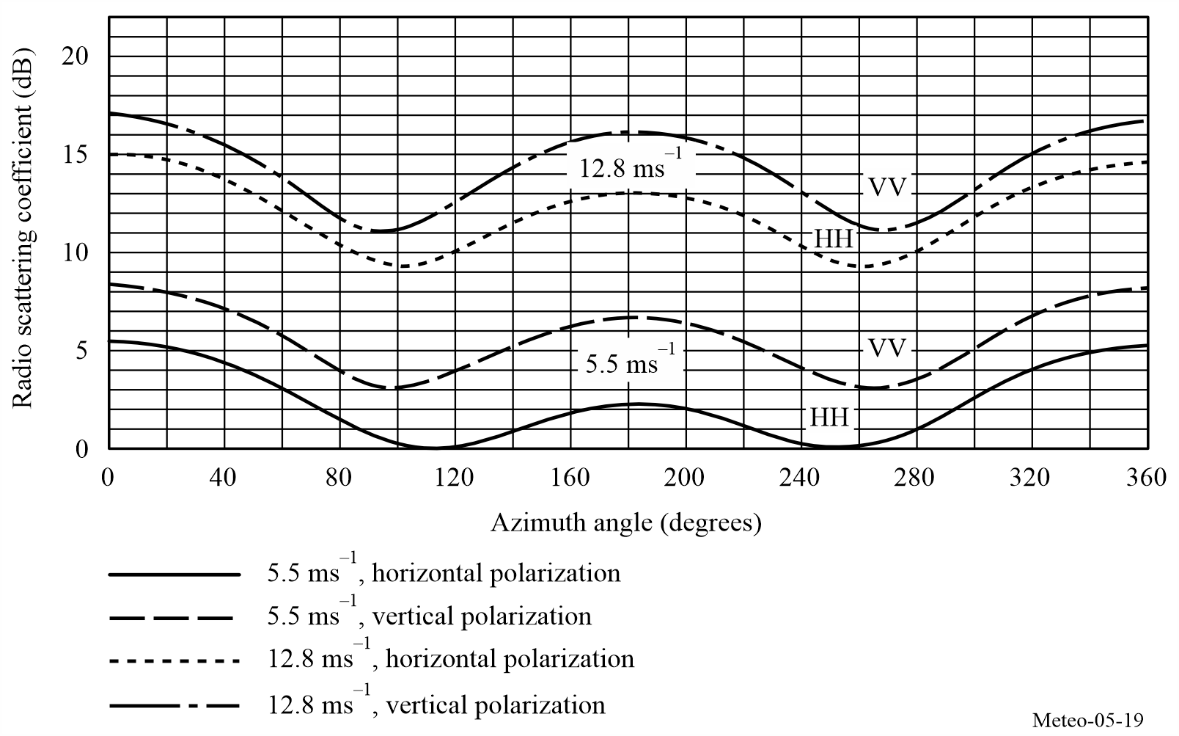 Radio scattering coefficient (dB)
20
15
10
5
0
12.8 ms⁻¹
VV
HH
5.5 ms⁻¹
VV
HH
0 40 80 120 160 200 240 280 320 360
Azimuth angle (degrees)
5.5 ms⁻¹, horizontal polarization
5.5 ms⁻¹, vertical polarization
12.8 ms⁻¹, horizontal polarization
12.8 ms⁻¹, vertical polarization
Meteo-05-19